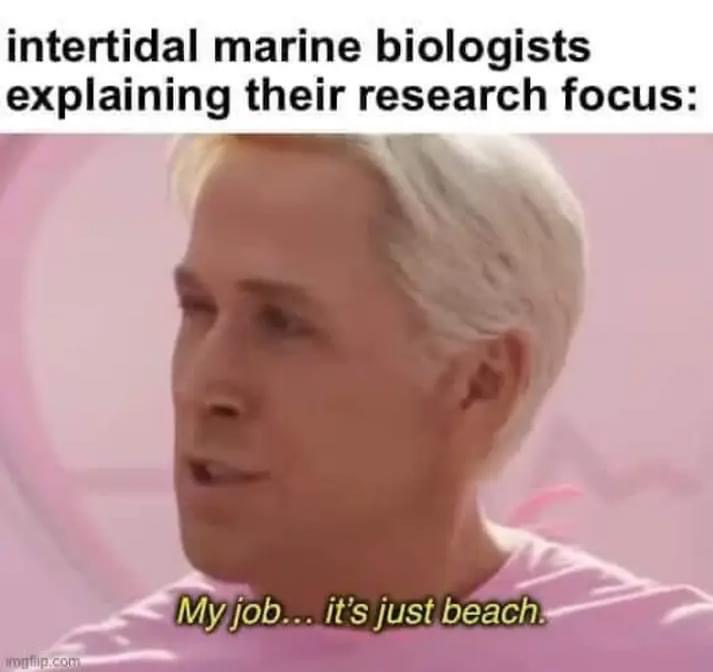 intertidal marine biologists
explaining their research focus:
My job... it's just beach.
imgflip.com